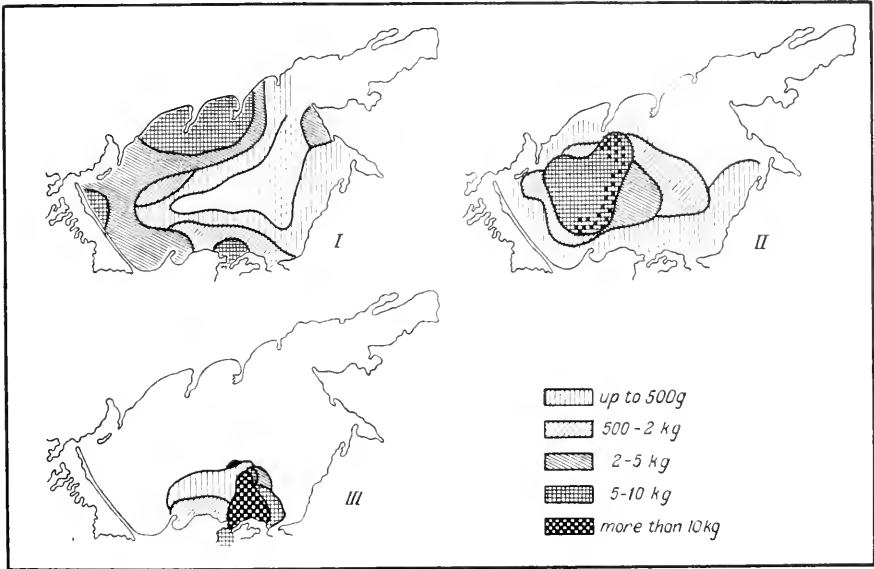 I
II
III
up to 500g
500-2 kg
2-5 kg
5-10 kg
more than 10kg